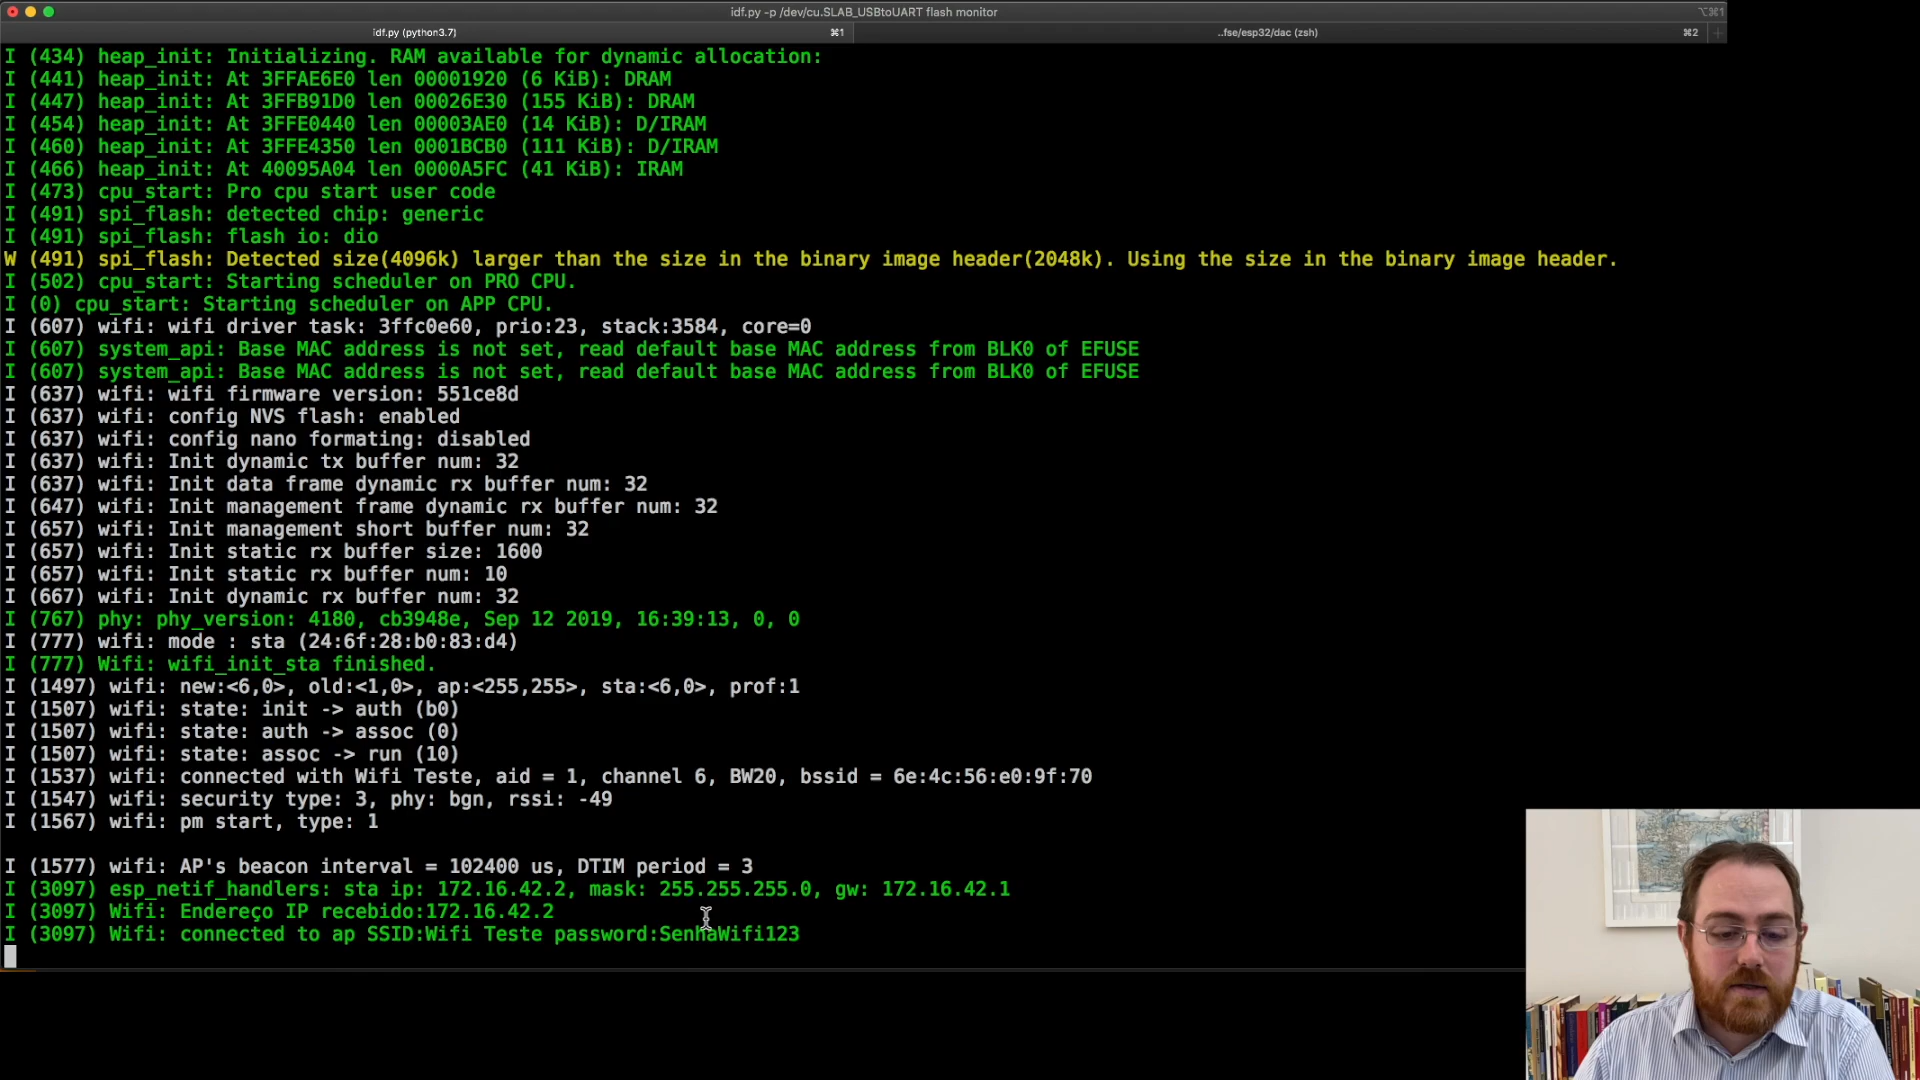 idf.py -p /dev/cu.SLAB_USBtoUART flash monitor
⌥⌘1
idf.py (python3.7)
⌘1
..fse/esp32/dac (zsh)
⌘2
I (434) heap_init: Initializing. RAM available for dynamic allocation:
I (441) heap_init: At 3FFAE6E0 len 00001920 (6 KiB): DRAM
I (447) heap_init: At 3FFB91D0 len 00026E30 (155 KiB): DRAM
I (454) heap_init: At 3FFE0440 len 00003AE0 (14 KiB): D/IRAM
I (460) heap_init: At 3FFE4350 len 0001BCB0 (111 KiB): D/IRAM
I (466) heap_init: At 40095A04 len 0000A5FC (41 KiB): IRAM
I (473) cpu_start: Pro cpu start user code
I (491) spi_flash: detected chip: generic
I (491) spi_flash: flash io: dio
W (491) spi_flash: Detected size(4096k) larger than the size in the binary image header(2048k). Using the size in the binary image header.
I (502) cpu_start: Starting scheduler on PRO CPU.
I (0) cpu_start: Starting scheduler on APP CPU.
I (607) wifi: wifi driver task: 3ffc0e60, prio:23, stack:3584, core=0
I (607) system_api: Base MAC address is not set, read default base MAC address from BLK0 of EFUSE
I (607) system_api: Base MAC address is not set, read default base MAC address from BLK0 of EFUSE
I (637) wifi: wifi firmware version: 551ce8d
I (637) wifi: config NVS flash: enabled
I (637) wifi: config nano formating: disabled
I (637) wifi: Init dynamic tx buffer num: 32
I (637) wifi: Init data frame dynamic rx buffer num: 32
I (647) wifi: Init management frame dynamic rx buffer num: 32
I (657) wifi: Init management short buffer num: 32
I (657) wifi: Init static rx buffer size: 1600
I (657) wifi: Init static rx buffer num: 10
I (667) wifi: Init dynamic rx buffer num: 32
I (767) phy: phy_version: 4180, cb3948e, Sep 12 2019, 16:39:13, 0, 0
I (777) wifi: mode : sta (24:6f:28:b0:83:d4)
I (777) Wifi: wifi_init_sta finished.
I (1497) wifi: new:<6,0>, old:<1,0>, ap:<255,255>, sta:<6,0>, prof:1
I (1507) wifi: state: init -> auth (b0)
I (1507) wifi: state: auth -> assoc (0)
I (1507) wifi: state: assoc -> run (10)
I (1537) wifi: connected with Wifi Teste, aid = 1, channel 6, BW20, bssid = 6e:4c:56:e0:9f:70
I (1547) wifi: security type: 3, phy: bgn, rssi: -49
I (1567) wifi: pm start, type: 1
I (1577) wifi: AP's beacon interval = 102400 us, DTIM period = 3
I (3097) esp_netif_handlers: sta ip: 172.16.42.2, mask: 255.255.255.0, gw: 172.16.42.1
I (3097) Wifi: Endereço IP recebido:172.16.42.2
I (3097) Wifi: connected to ap SSID:Wifi Teste password:SenhaWifi123